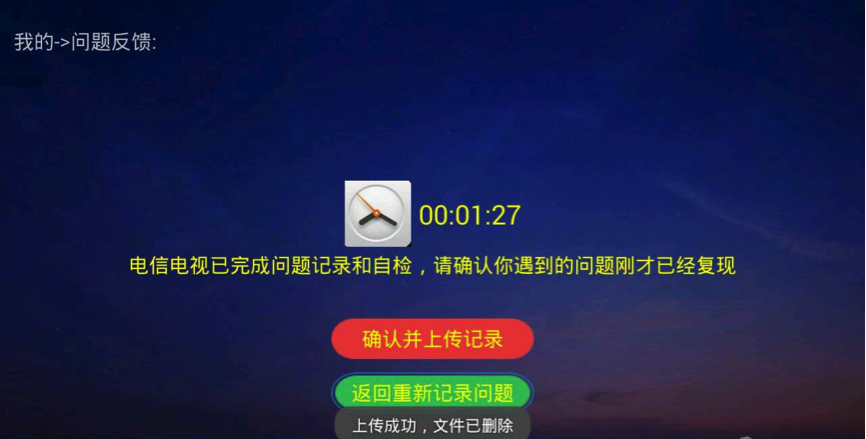 我的->问题反馈:
00:01:27
电信电视已完成问题记录和自检，请确认你遇到的问题刚才已经复现
确认并上传记录
返回重新记录问题
上传成功，文件已删除